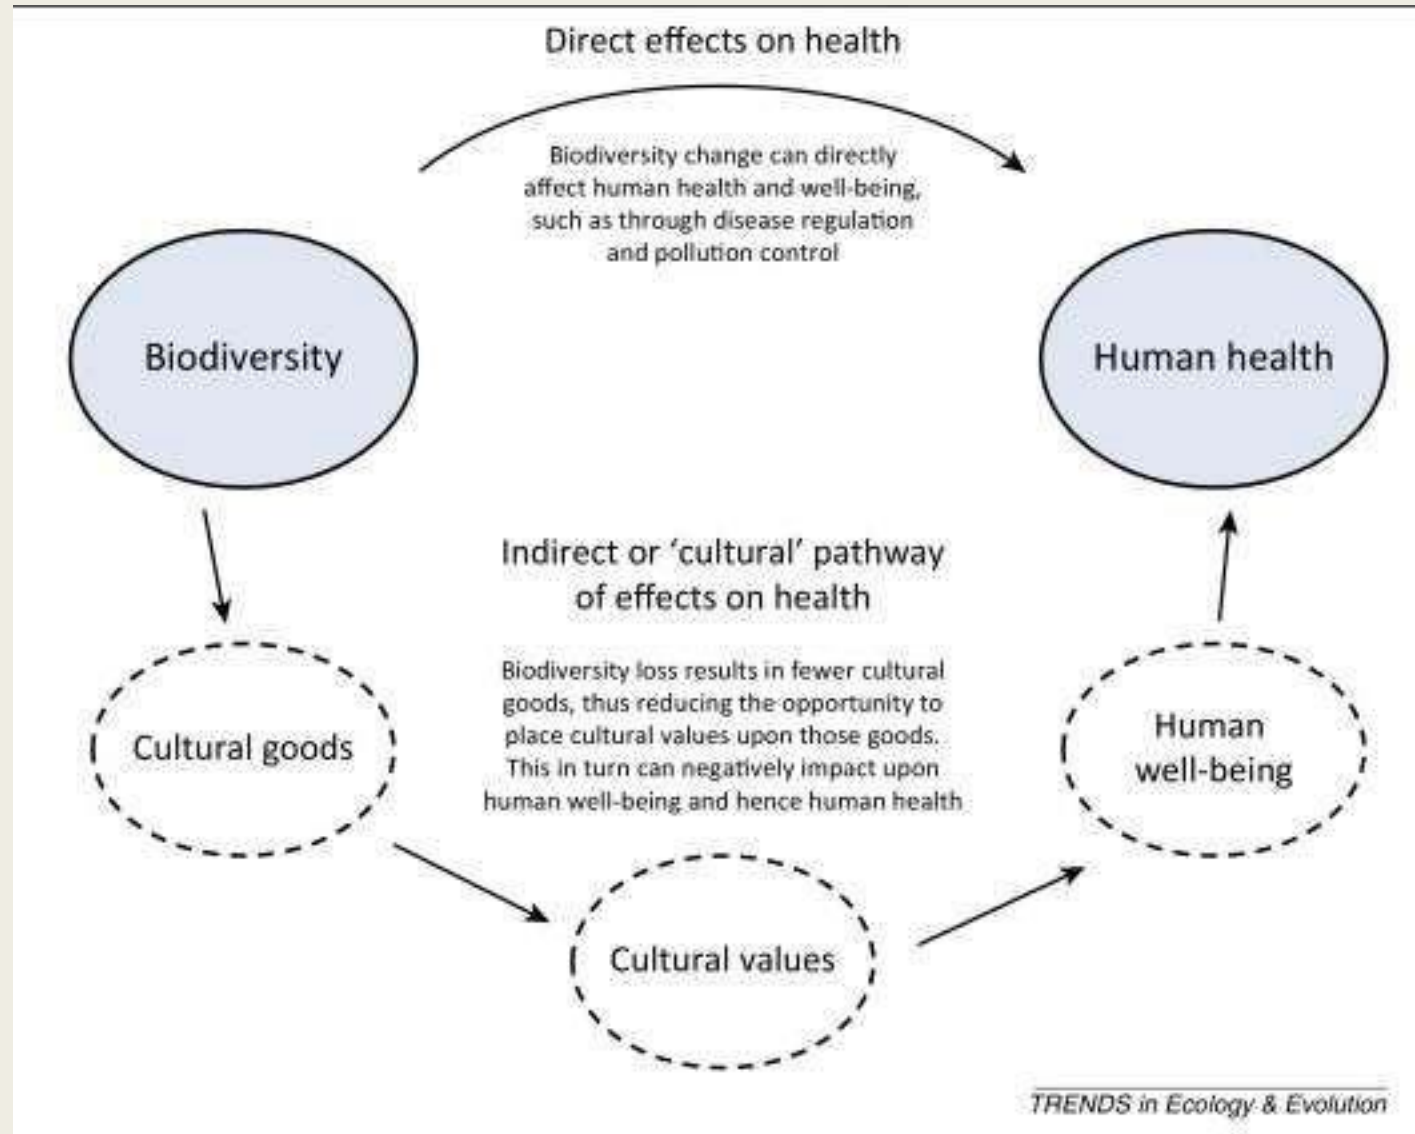 Direct effects on health
Biodiversity change can directly
affect human health and well-being,
such as through disease regulation
and pollution control
Biodiversity
Human health
Indirect or ‘cultural’ pathway
of effects on health
Biodiversity loss results in fewer cultural
goods, thus reducing the opportunity to
place cultural values upon those goods.
This in turn can negatively impact upon
human well-being and hence human health
Cultural goods
Human
well-being
Cultural values
TRENDS in Ecology & Evolution